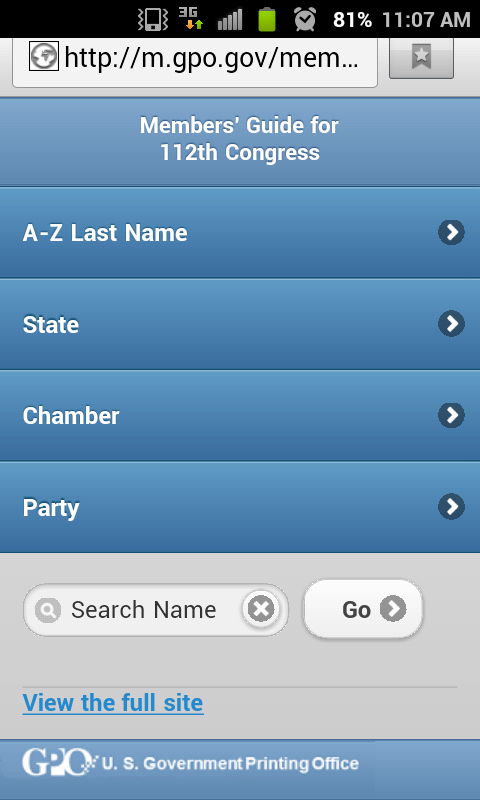 3G 81% 11:07 AM
http://m.gpo.gov/mem...
Members' Guide for
112th Congress
A-Z Last Name
State
Chamber
Party
Search Name Go
View the full site
GPO U. S. Government Printing Office